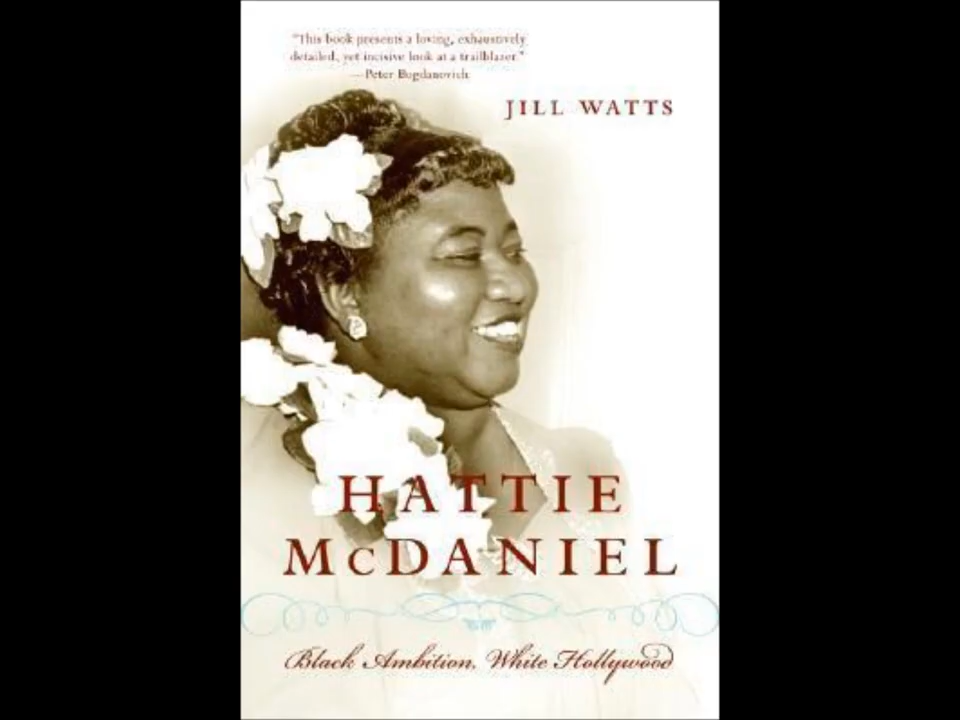 "This book presents a loving, exhaustively
detailed, yet incisive look at a trailblazer."
—Peter Bogdanovich
JILL WATTS
HATTIE
McDANIEL
Black Ambition, White Hollywood